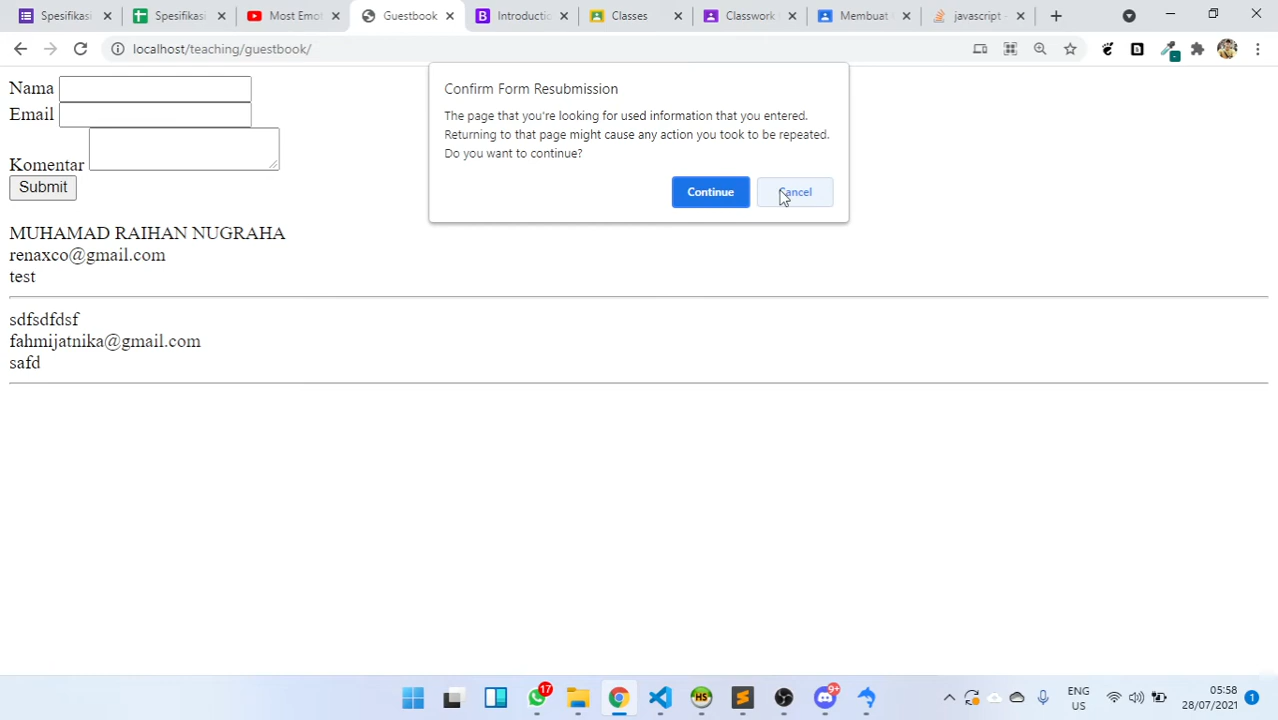 Spesifikasi
Spesifikasi
Most Emot
Guestbook
Introductio
Classes
Classwork
Membuat
javascript -
localhost/teaching/guestbook/
Nama
Email
Komentar
Submit
Confirm Form Resubmission
The page that you're looking for used information that you entered.
Returning to that page might cause any action you took to be repeated.
Do you want to continue?
Continue
Cancel
MUHAMAD RAIHAN NUGRAHA
renaxco@gmail.com
test
sdfsdfdsf
fahmijatnika@gmail.com
safd
17
HS
9+
ENG
US
05:58
28/07/2021
1